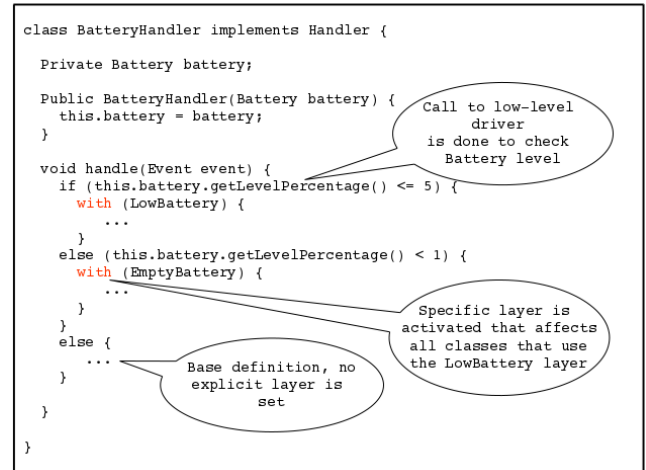 class BatteryHandler implements Handler {
Private Battery battery;
Public BatteryHandler(Battery battery) {
this.battery = battery;
}
Call to low-level
driver
is done to check
Battery level
void handle(Event event) {
if (this.battery.getLevelPercentage() <= 5) {
with (LowBattery) {
...
}
else (this.battery.getLevelPercentage() < 1) {
with (EmptyBattery) {
...
}
}
else {
...
}
}
}
Specific layer is
activated that affects
all classes that use
the LowBattery layer
Base definition, no
explicit layer is
set